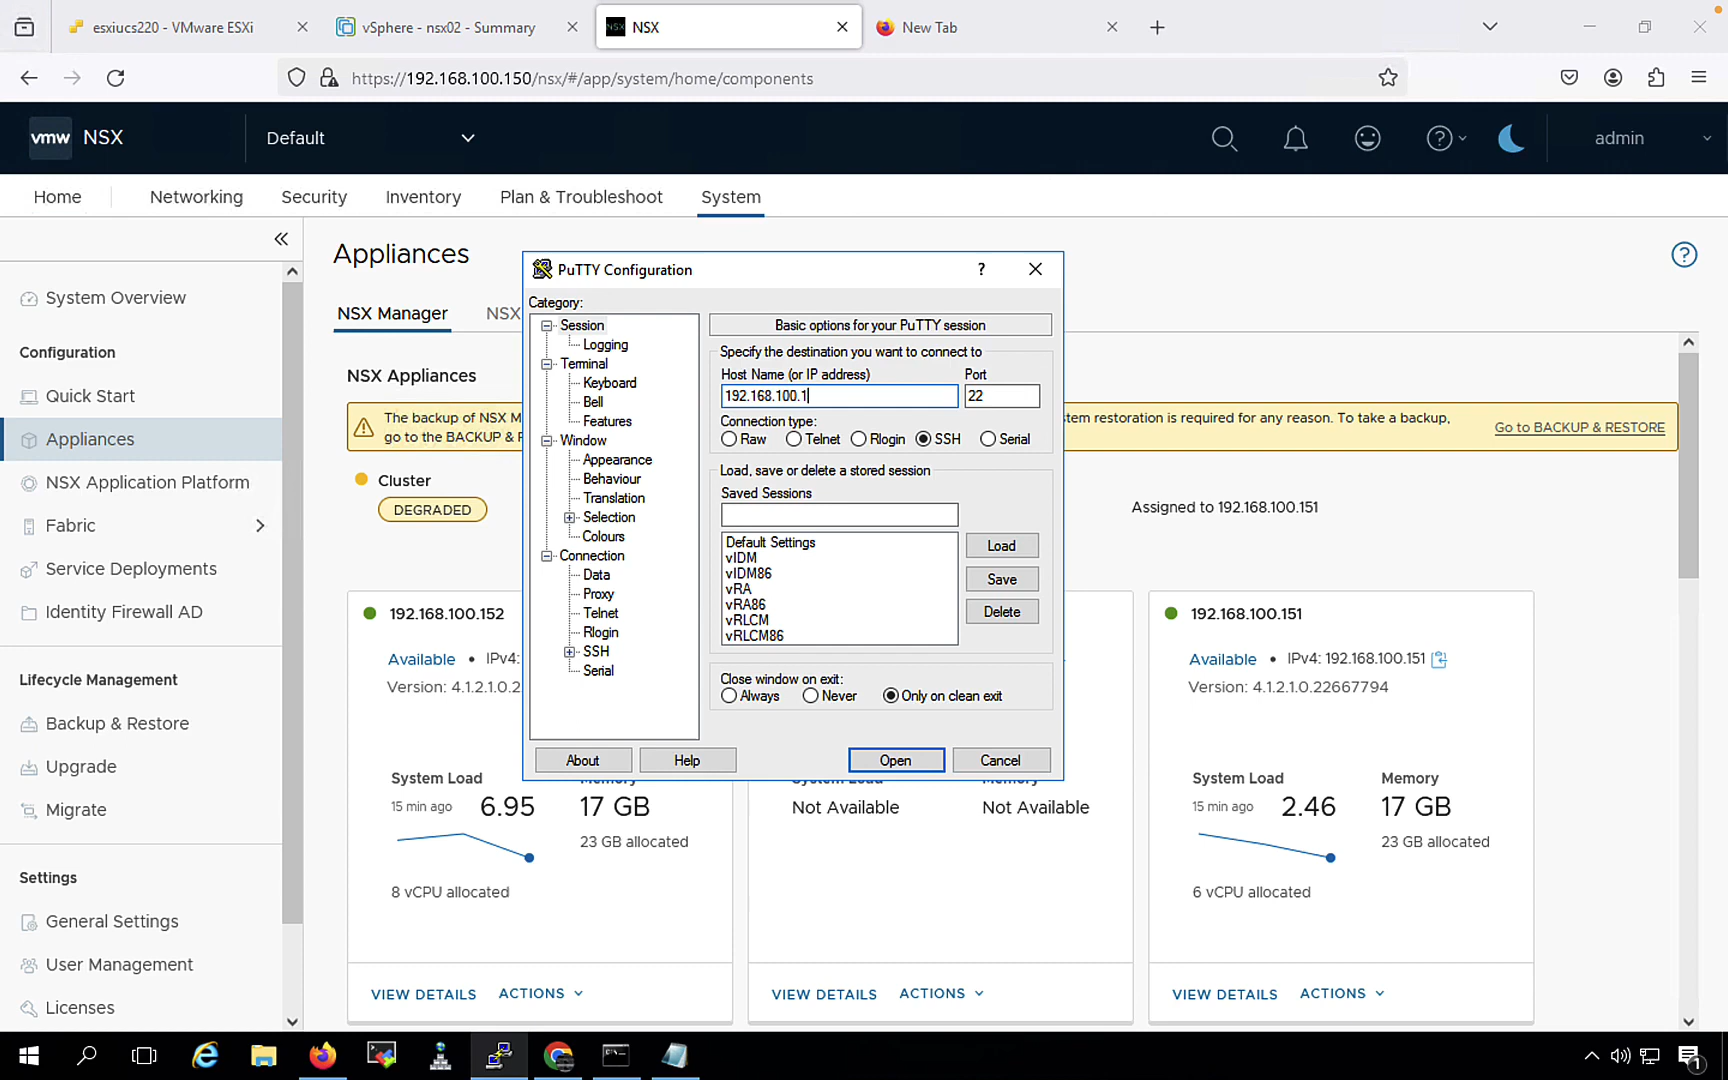 esxiucs220 - VMware ESXi
vSphere - nsx02 - Summary
NSX
New Tab
https://192.168.100.150/nsx/#/app/system/home/components
vmw NSX
Default
admin
Home
Networking
Security
Inventory
Plan & Troubleshoot
System
System Overview
Configuration
Quick Start
Appliances
NSX Application Platform
Fabric
Service Deployments
Identity Firewall ADD
Lifecycle Management
Backup & Restore
Upgrade
Migrate
Settings
General Settings
User Management
Licenses
Appliances
NSX Manager
NSX
NSX Appliances
The backup of NSX M
stem restoration is required for any reason. To take a backup,
go to the BACKUP & R
Go to BACKUP & RESTORE
Cluster
DEGRADED
Assigned to 192.168.100.151
192.168.100.152
Available • IPv4:
Version: 4.1.2.1.0.2
System Load
15 min ago 6.95
Memory
17 GB
23 GB allocated
8 vCPU allocated
VIEW DETAILS
ACTIONS
System Load
Not Available
Memory
Not Available
VIEW DETAILS
ACTIONS
192.168.100.151
Available • IPv4: 192.168.100.151
Version: 4.1.2.1.0.22667794
System Load
15 min ago 2.46
Memory
17 GB
23 GB allocated
6 vCPU allocated
VIEW DETAILS
ACTIONS
PuTTY Configuration
?
Category:
Session
Logging
Terminal
Keyboard
Bell
Features
Window
Appearance
Behaviour
Translation
Selection
Colours
Connection
Data
Proxy
Telnet
Rlogin
SSH
Serial
Basic options for your PuTTY session
Specify the destination you want to connect to
Host Name (or IP address)
Port
192.168.100.1
22
Connection type:
Raw
Telnet
Rlogin
SSH
Serial
Load, save or delete a stored session
Saved Sessions
Default Settings
vIDM
vIDM86
vRA
vRA86
vRLCM
vRLCM86
Load
Save
Delete
Close window on exit:
Always
Never
Only on clean exit
About
Help
Open
Cancel
1